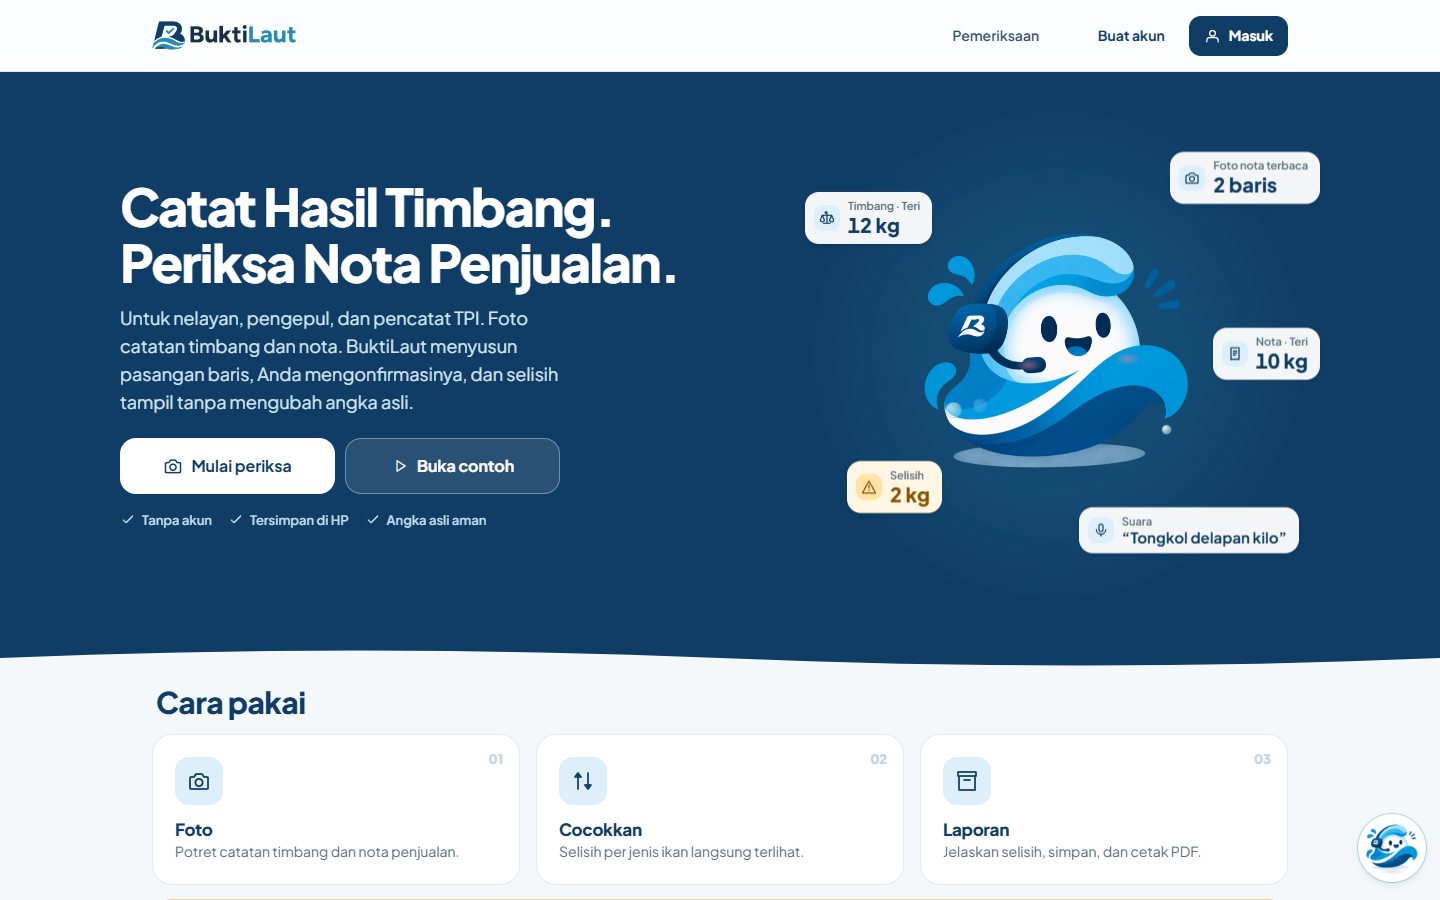 BuktiLaut
Pemeriksaan
Buat akun
Masuk
Catat Hasil Timbang.
Periksa Nota Penjualan.
Untuk nelayan, pengepul, dan pencatat TPI. Foto
catatan timbang dan nota. BuktiLaut menyusun
pasangan baris, Anda mengonfirmasinya, dan selisih
tampil tanpa mengubah angka asli.
Mulai periksa
Buka contoh
Tanpa akun
Tersimpan di HP
Angka asli aman
Timbang · Teri
12 kg
Foto nota terbaca
2 baris
Nota · Teri
10 kg
Selisih
2 kg
Suara
“Tongkol delapan kilo”
Cara pakai
01
Foto
Potret catatan timbang dan nota penjualan.
02
Cocokkan
Selisih per jenis ikan langsung terlihat.
03
Laporan
Jelaskan selisih, simpan, dan cetak PDF.